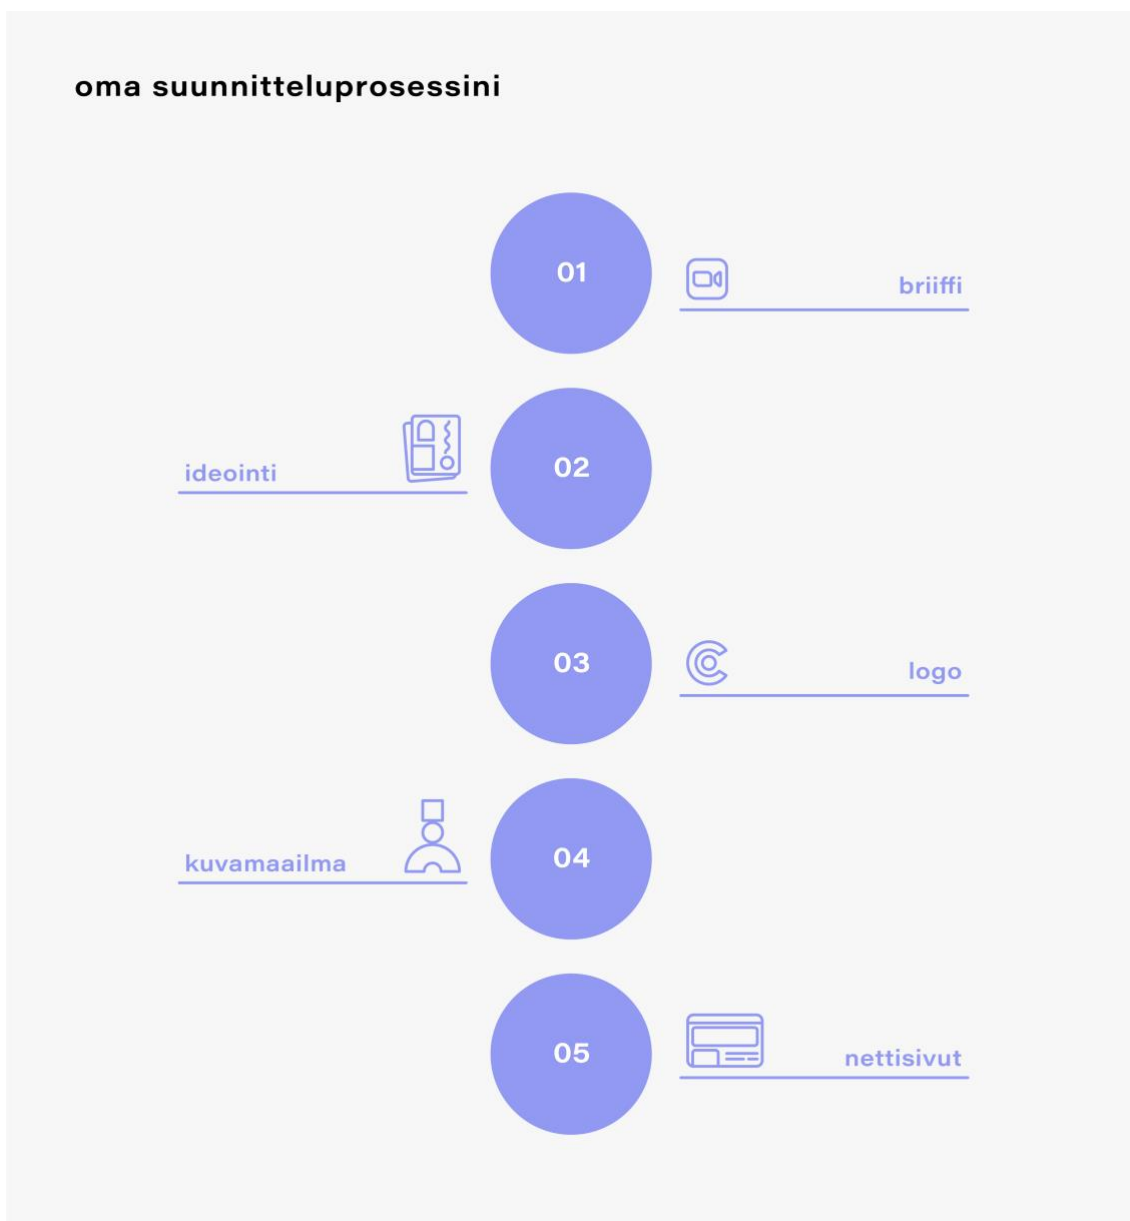 oma suunnitteluprosessini
01
briiffi
ideointi
02
03
logo
kuvamaailma
04
05
nettisivut